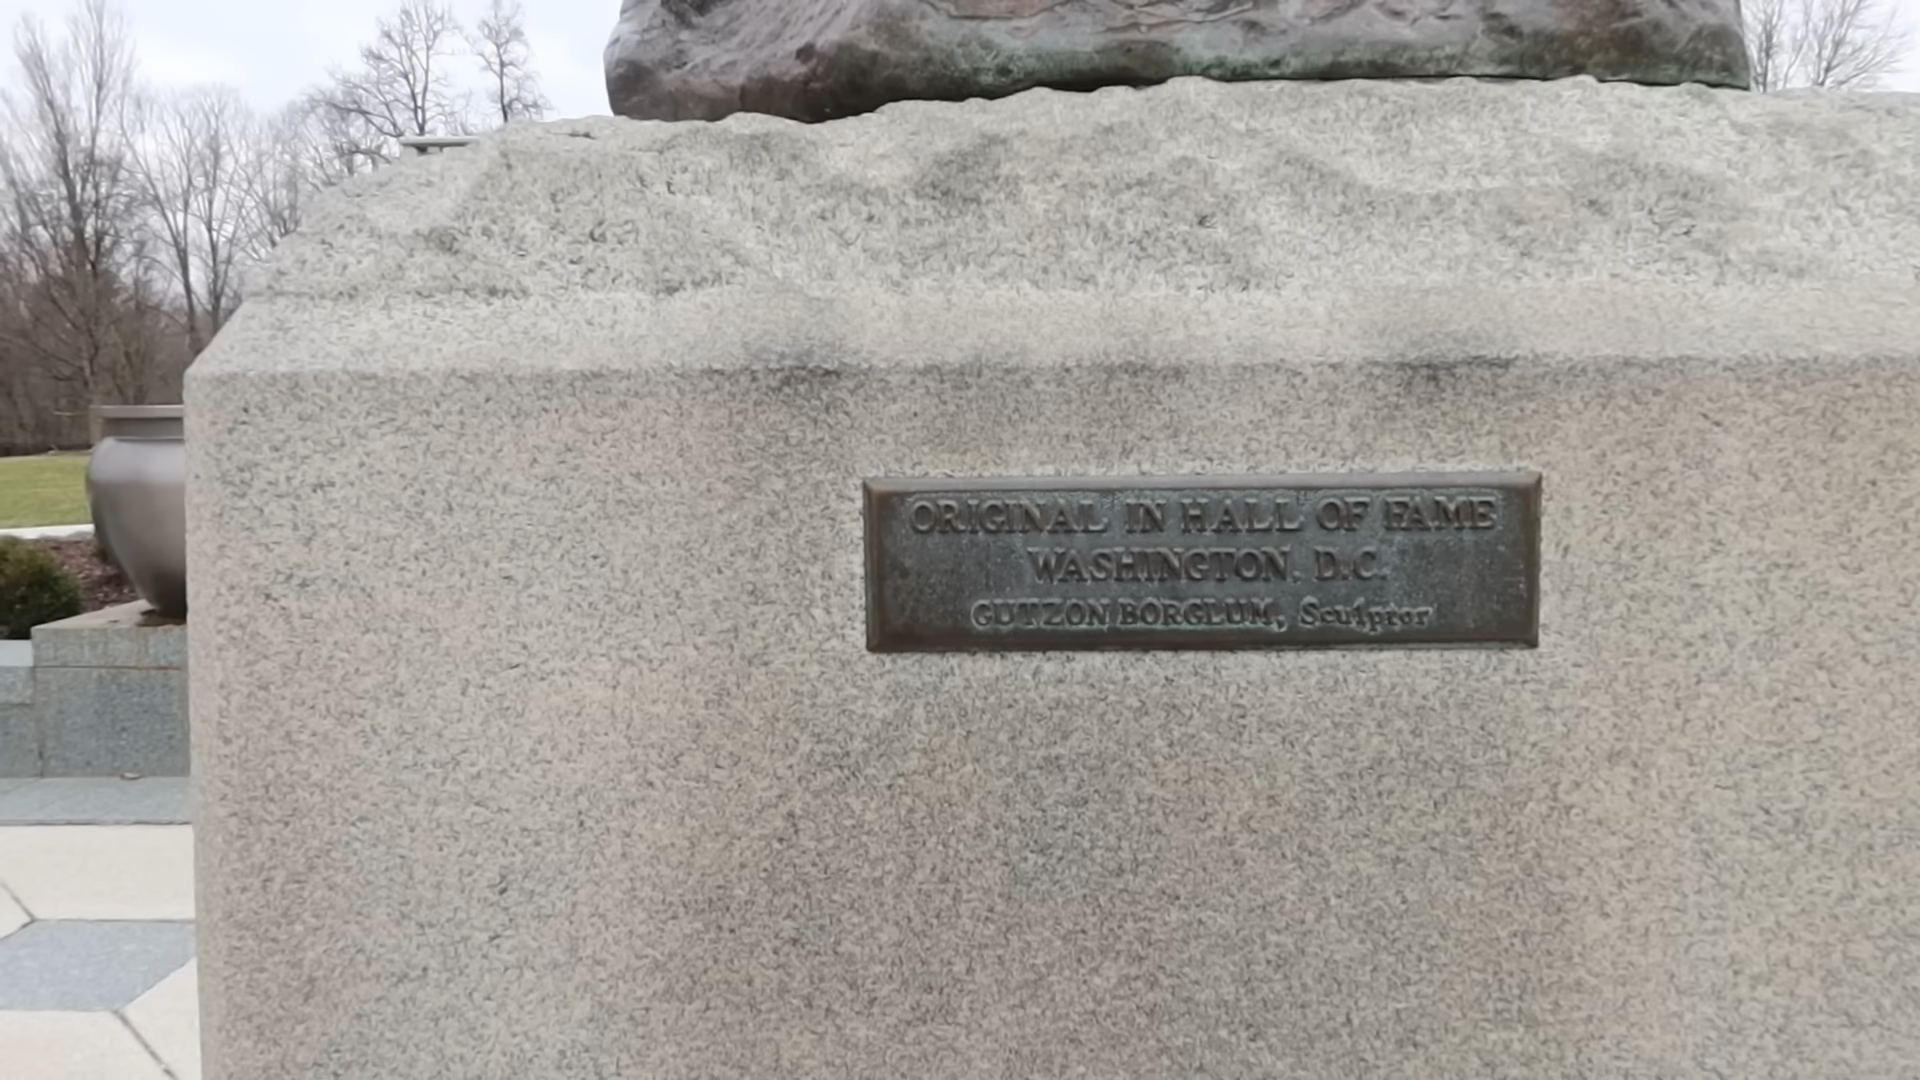 ORIGINAL IN HALL OF FAME
WASHINGTON, D.C.
GUTZON BORGLUM, Sculptor